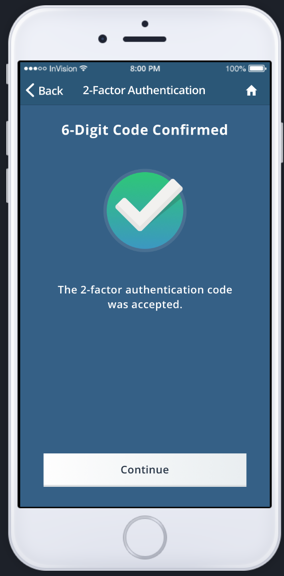 InVision 8:00 PM 100%
Back 2-Factor Authentication
6-Digit Code Confirmed
The 2-factor authentication code
was accepted.
Continue